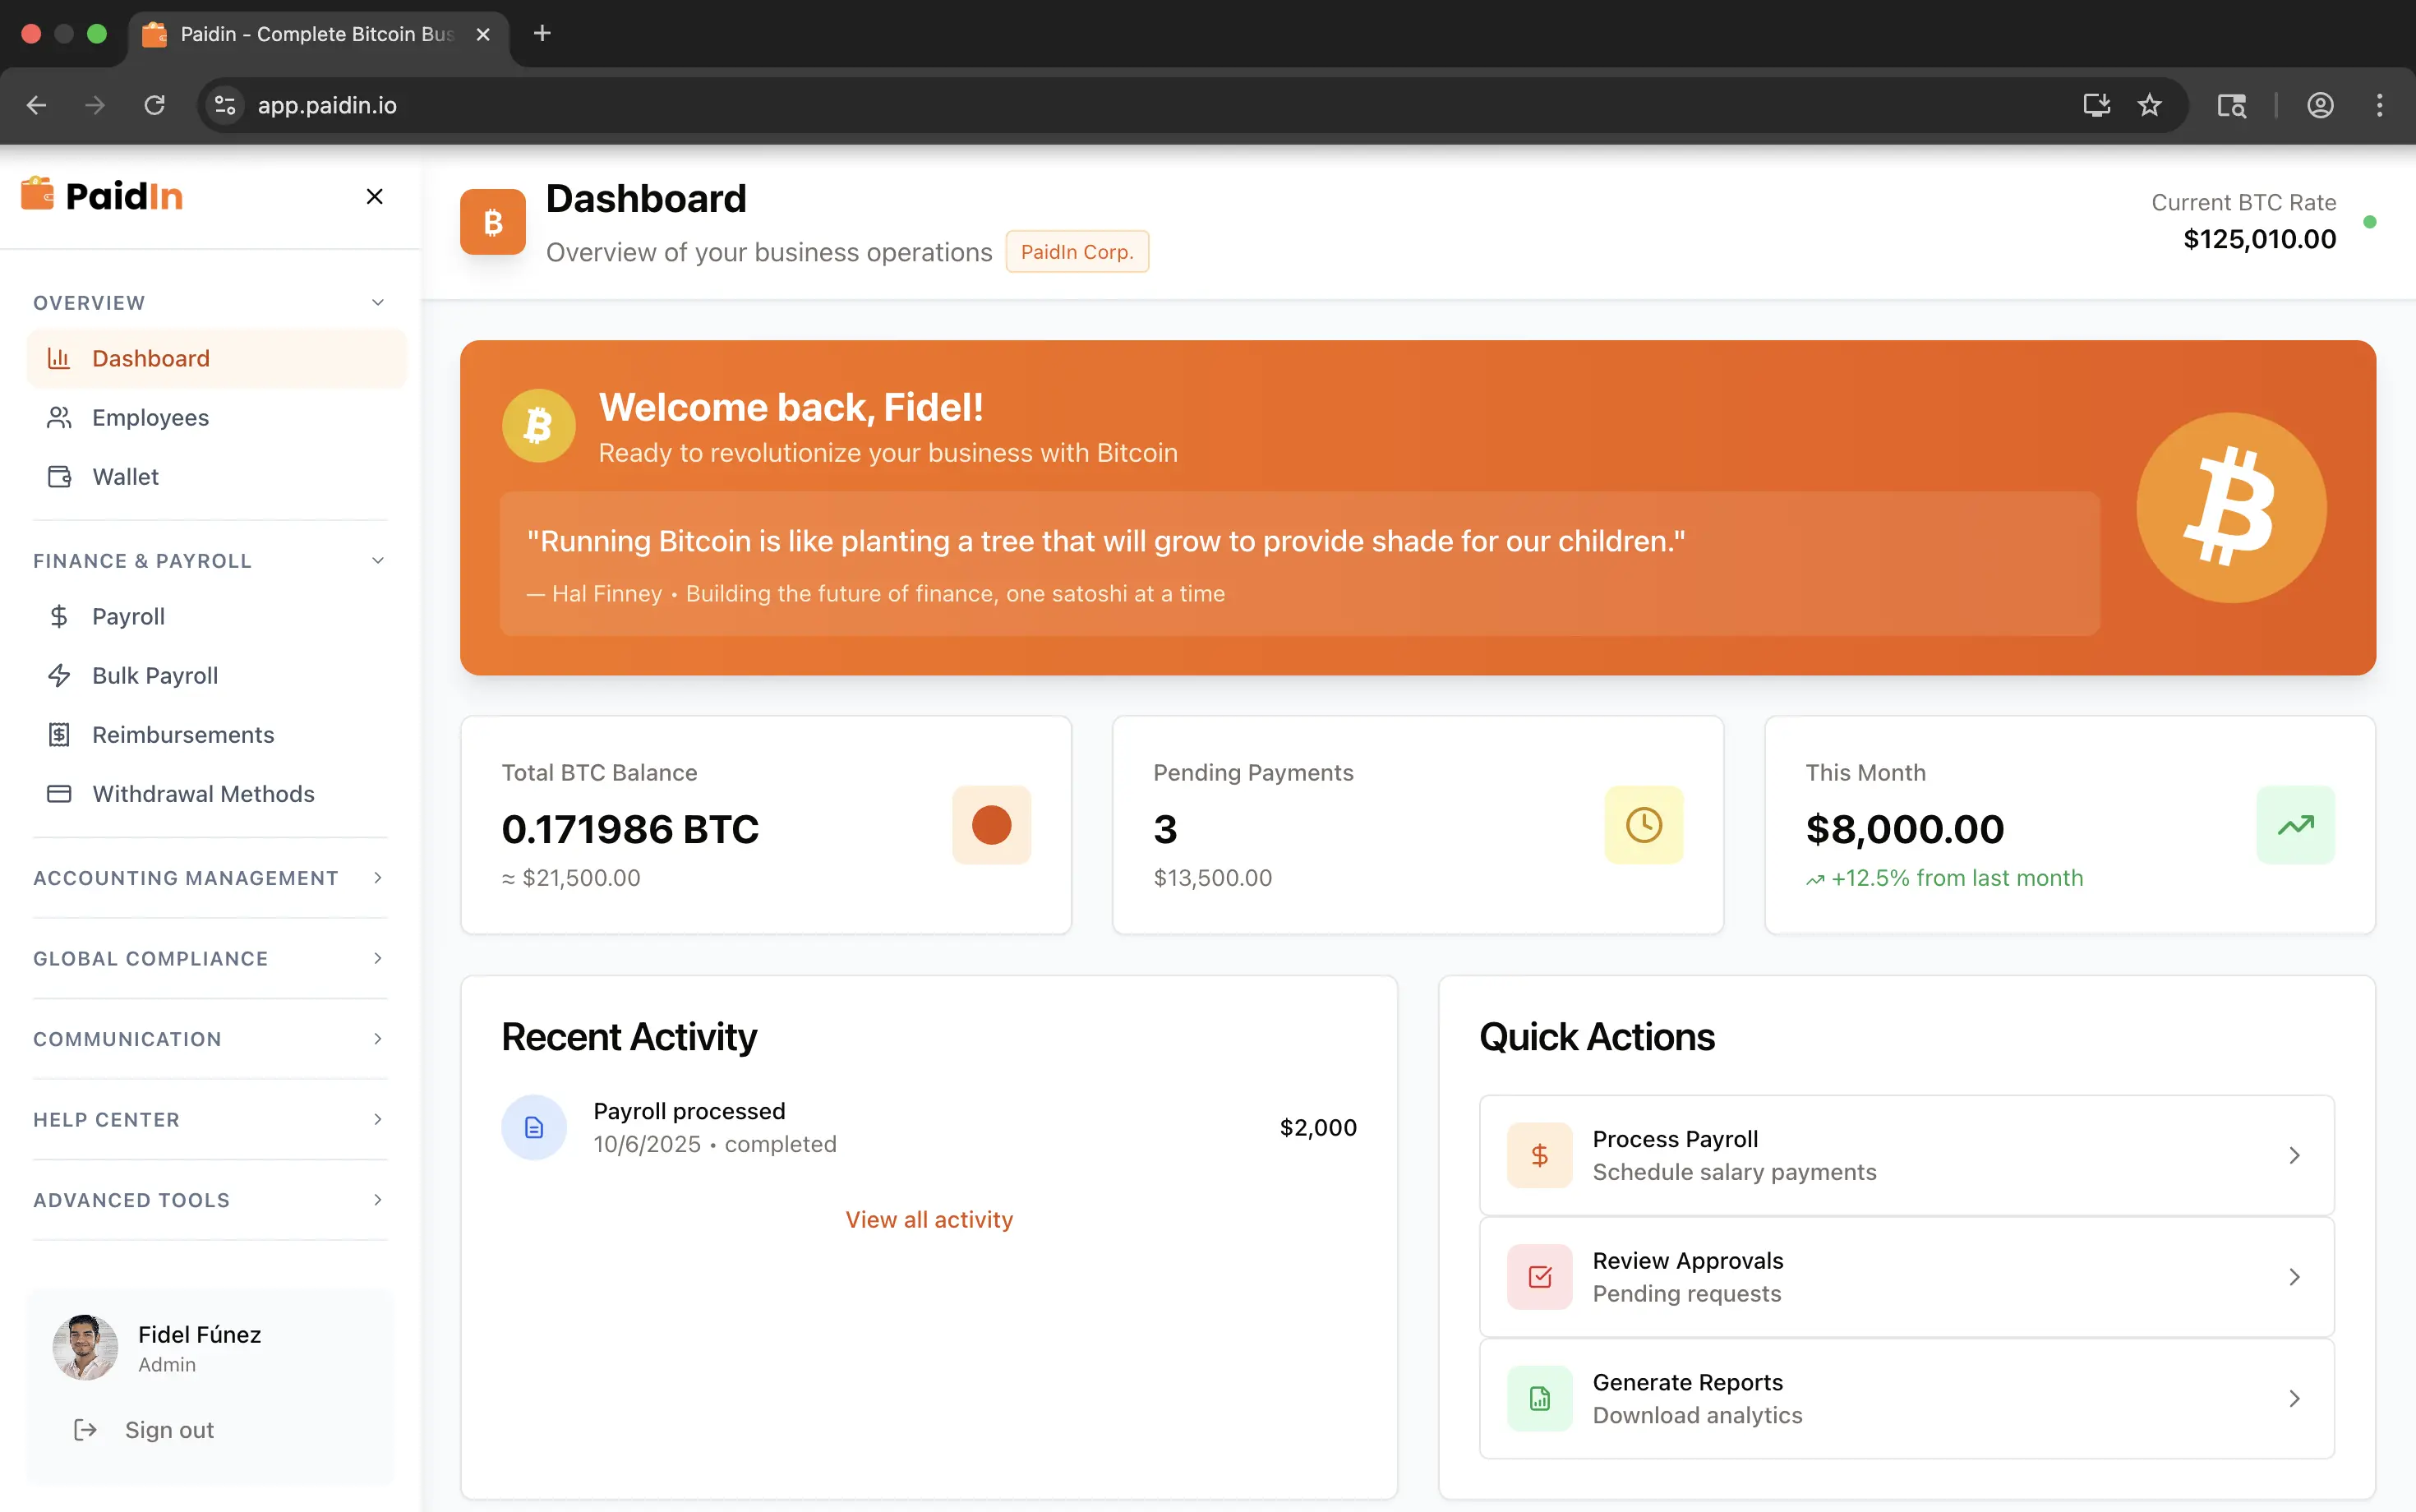 Paidin - Complete Bitcoin Bus
app.paidin.io
PaidIn
OVERVIEW
Dashboard
Employees
Wallet
FINANCE & PAYROLL
Payroll
Bulk Payroll
Reimbursements
Withdrawal Methods
ACCOUNTING MANAGEMENT
GLOBAL COMPLIANCE
COMMUNICATION
HELP CENTER
ADVANCED TOOLS
Fidel Fúnez
Admin
Sign out
Dashboard
Overview of your business operations PaidIn Corp.
Current BTC Rate
$125,010.00
Welcome back, Fidel!
Ready to revolutionize your business with Bitcoin
"Running Bitcoin is like planting a tree that will grow to provide shade for our children."
— Hal Finney • Building the future of finance, one satoshi at a time
Total BTC Balance
0.171986 BTC
≈ $21,500.00
Pending Payments
3
$13,500.00
This Month
$8,000.00
+12.5% from last month
Recent Activity
Payroll processed
10/6/2025 • completed
$2,000
View all activity
Quick Actions
Process Payroll
Schedule salary payments
Review Approvals
Pending requests
Generate Reports
Download analytics